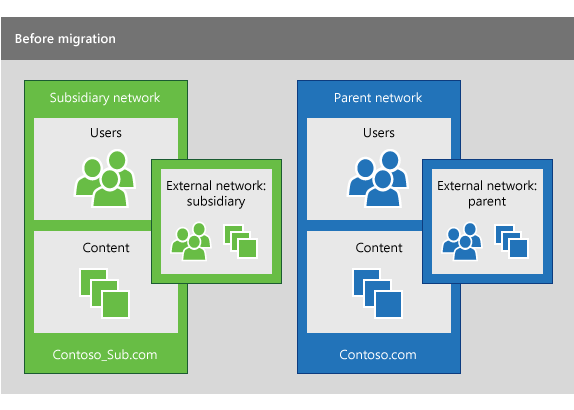 Before migration
Subsidiary network
Users
External network:
subsidiary
Content
Contoso_Sub.com
Parent network
Users
External network:
parent
Content
Contoso.com